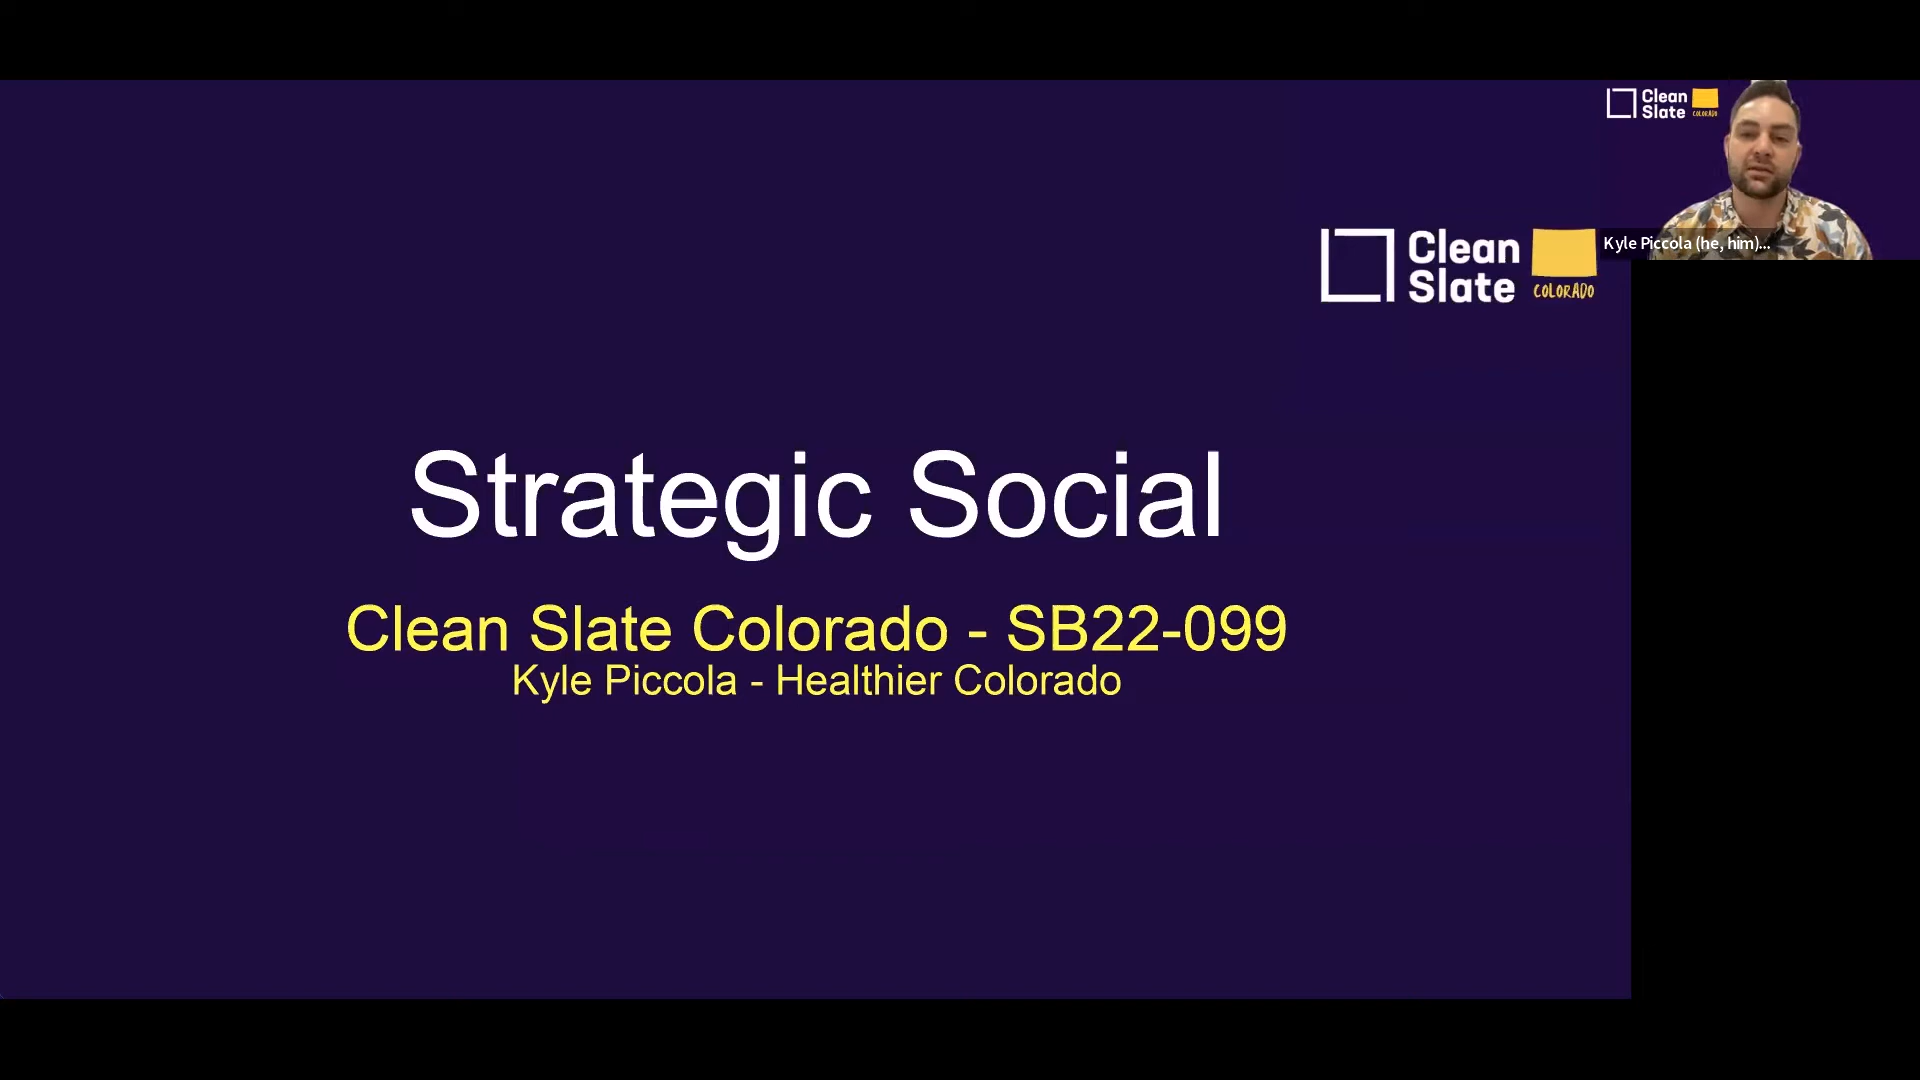 Clean
Slate
COLORADO
Kyle Piccola (he, him)...
Clean
Slate
COLORADO
Strategic Social
Clean Slate Colorado - SB22-099
Kyle Piccola - Healthier Colorado